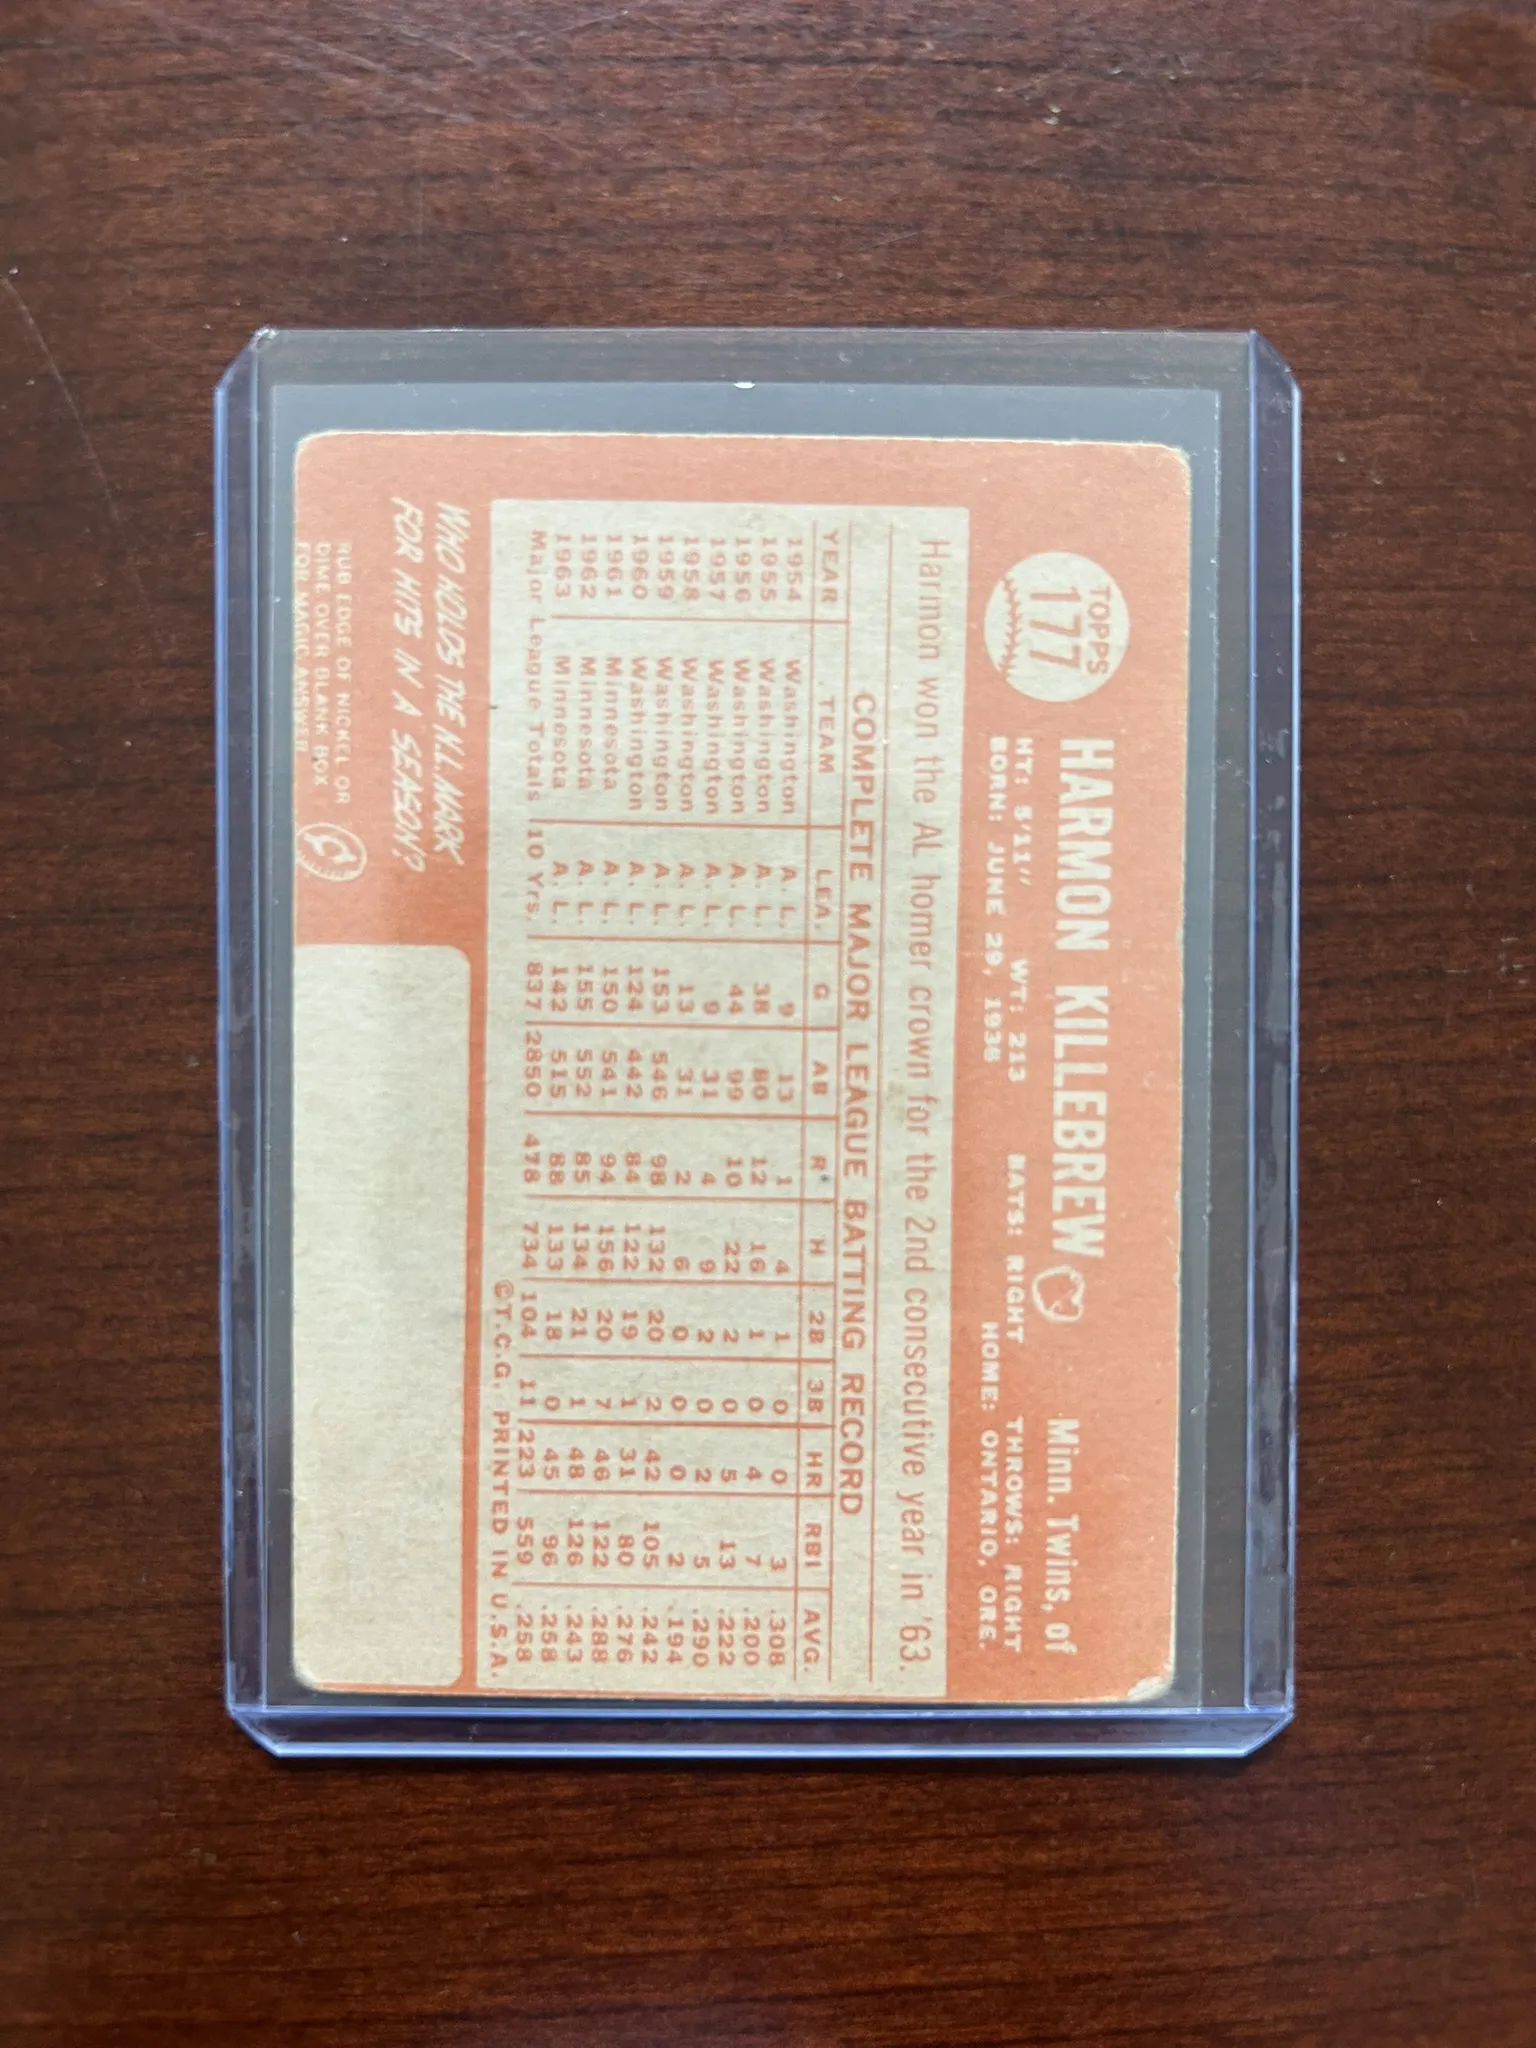 TOPPS
177
HARMON KILLEBREW
Minn. Twins, of
HT: 5'11" WT: 213 BATS: RIGHT THROWS: RIGHT
BORN: JUNE 29, 1936 HOME: ONTARIO, ORE.
Harmon won the AL homer crown for the 2nd consecutive year in '63.
COMPLETE MAJOR LEAGUE BATTING RECORD
YEAR TEAM LEA. G AB R H 2B 3B HR RBI AVG.
1954 Washington A. L. 9 13 1 4 1 0 0 3 .308
1955 Washington A. L. 38 80 12 16 1 0 4 7 .200
1956 Washington A. L. 44 99 10 22 2 0 5 13 .222
1957 Washington A. L. 9 31 4 9 2 0 2 5 .290
1958 Washington A. L. 13 31 2 6 0 0 0 2 .194
1959 Washington A. L. 153 546 98 132 20 2 42 105 .242
1960 Washington A. L. 124 442 84 122 19 1 31 80 .276
1961 Minnesota A. L. 150 541 94 156 20 7 46 122 .288
1962 Minnesota A. L. 155 552 85 134 21 1 48 126 .243
1963 Minnesota A. L. 142 515 88 133 18 0 45 96 .258
Major League Totals 10 Yrs. 837 2850 478 734 104 11 223 559 .258
©T.C.G. PRINTED IN U.S.A.
WHO HOLDS THE N.L. MARK
FOR HITS IN A SEASON?
RUB EDGE OF NICKEL OR
DIME OVER BLANK BOX
FOR MAGIC ANSWER